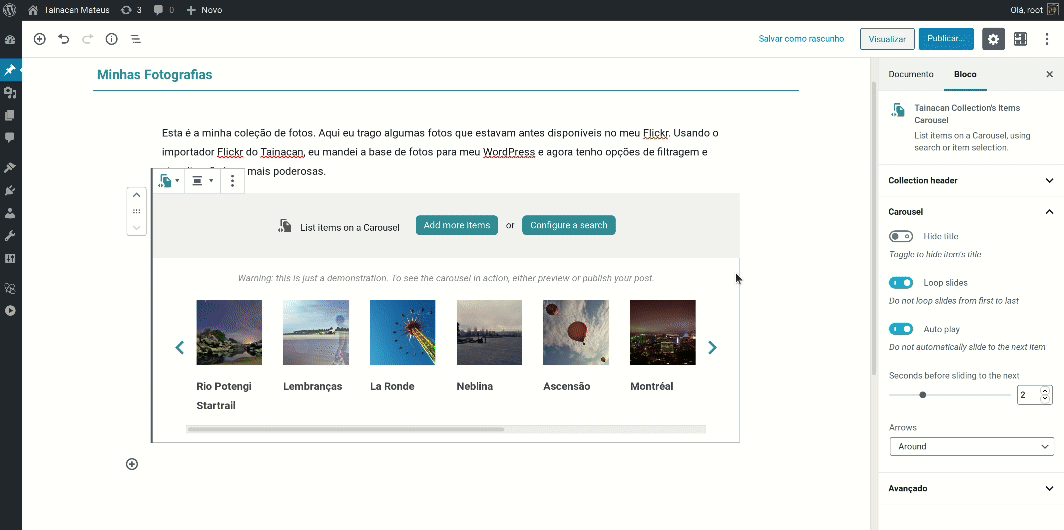 Tainacan Mateus 3 0 Novo Olá, root
Salvar como rascunho Visualizar Publicar...
Minhas Fotografias
Esta é a minha coleção de fotos. Aqui eu trago algumas fotos que estavam antes disponíveis no meu Flickr. Usando o
importador Flickr do Tainacan, eu mandei a base de fotos para meu WordPress e agora tenho opções de filtragem e
mais poderosas.
List items on a Carousel Add more items or Configure a search
Warning: this is just a demonstration. To see the carousel in action, either preview or publish your post.
Rio Potengi
Startrail
Lembranças
La Ronde
Neblina
Ascensão
Montréal
Documento Bloco
Tainacan Collection's Items
Carousel
List items on a Carousel, using
search or item selection.
Collection header
Carousel
Hide title
Toggle to hide item's title
Loop slides
Do not loop slides from first to last
Auto play
Do not automatically slide to the next item
Seconds before sliding to the next
2
Arrows
Around
Avançado